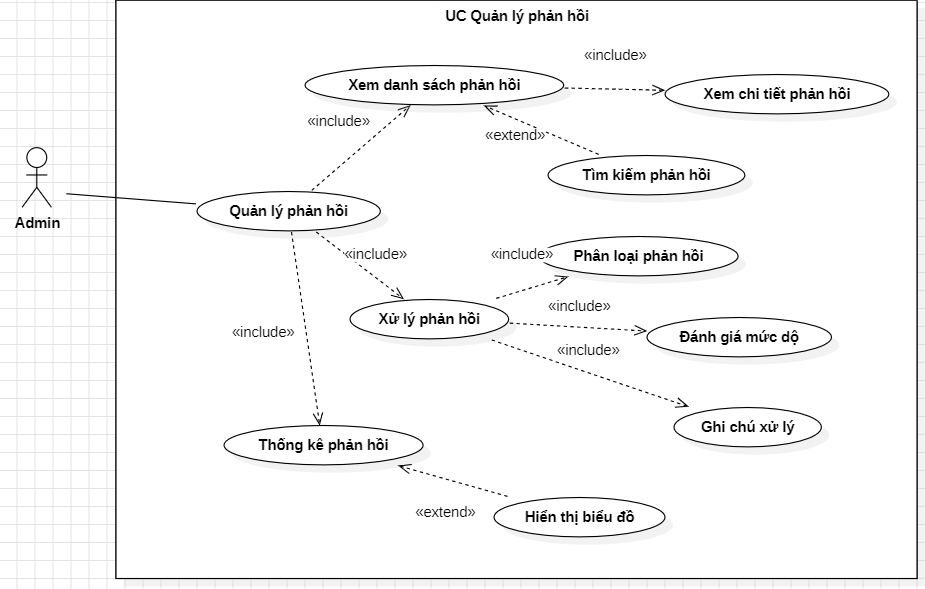 UC Quản lý phản hồi
«include»
Xem danh sách phản hồi
Xem chi tiết phản hồi
«include»
«extend»
Tìm kiếm phản hồi
Admin
Quản lý phản hồi
«include»
«include»
Phân loại phản hồi
«include»
Xử lý phản hồi
«include»
Đánh giá mức dộ
«include»
Ghi chú xử lý
Thống kê phản hồi
«extend»
Hiển thị biểu đồ